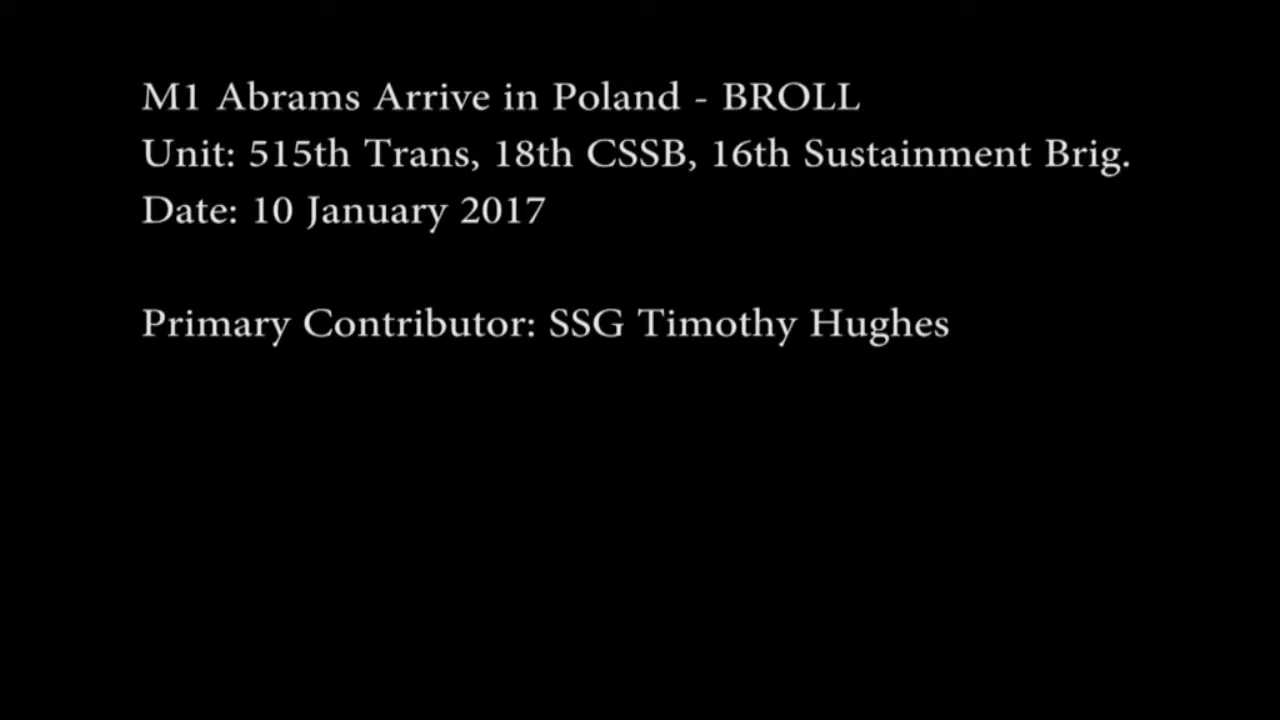 M1 Abrams Arrive in Poland - BROLL
Unit: 515th Trans, 18th CSSB, 16th Sustainment Brig.
Date: 10 January 2017
Primary Contributor: SSG Timothy Hughes